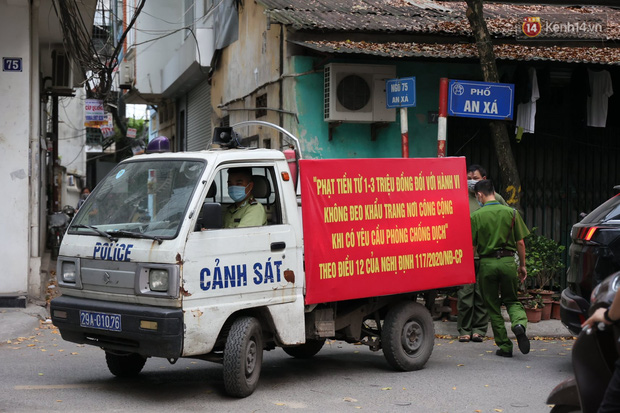 14 Kenh14.vn
75
NGÕ 75
AN XÁ
PHỐ
AN XÁ
"PHẠT TIỀN TỪ 1-3 TRIỆU ĐỒNG ĐỐI VỚI HÀNH VI
KHÔNG ĐEO KHẨU TRANG NƠI CÔNG CỘNG
KHI CÓ YÊU CẦU PHÒNG CHỐNG DỊCH"
THEO ĐIỀU 12 CỦA NGHỊ ĐỊNH 117/2020/NĐ-CP
POLICE
CẢNH SÁT
29A-010.76